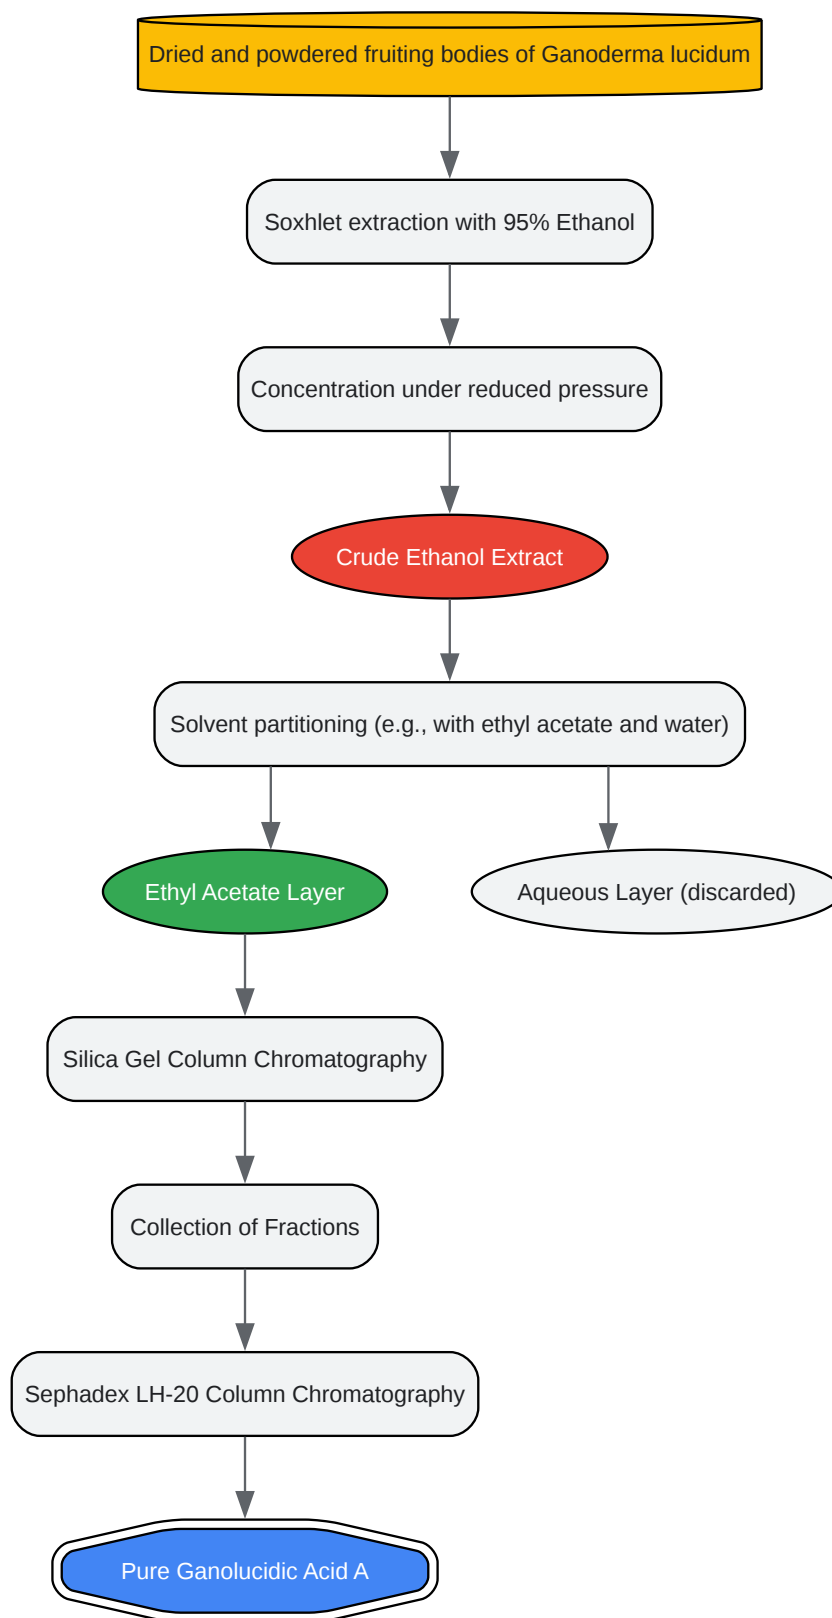 Dried and powdered fruiting bodies of Ganoderma lucidum
Soxhlet extraction with 95% Ethanol
Concentration under reduced pressure
Crude Ethanol Extract
Solvent partitioning (e.g., with ethyl acetate and water)
Ethyl Acetate Layer
Aqueous Layer (discarded)
Silica Gel Column Chromatography
Collection of Fractions
Sephadex LH-20 Column Chromatography
Pure Ganolucidic Acid A